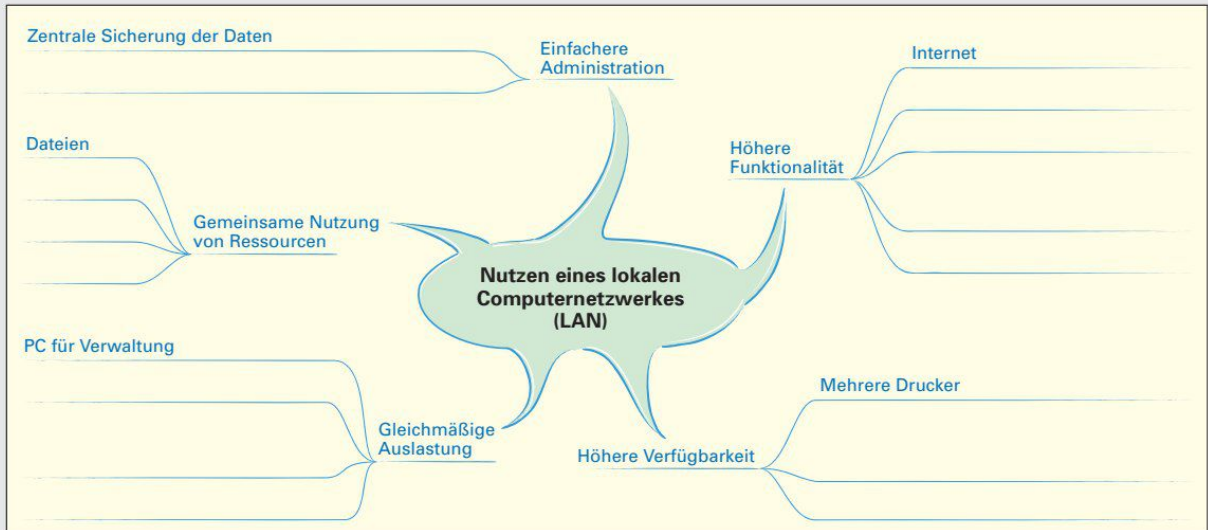 Zentrale Sicherung der Daten
Einfachere
Administration
Internet
Dateien
Höhere
Funktionalität
Gemeinsame Nutzung
von Ressourcen
Nutzen eines lokalen
Computernetzwerkes
(LAN)
PC für Verwaltung
Mehrere Drucker
Gleichmäßige
Auslastung
Höhere Verfügbarkeit